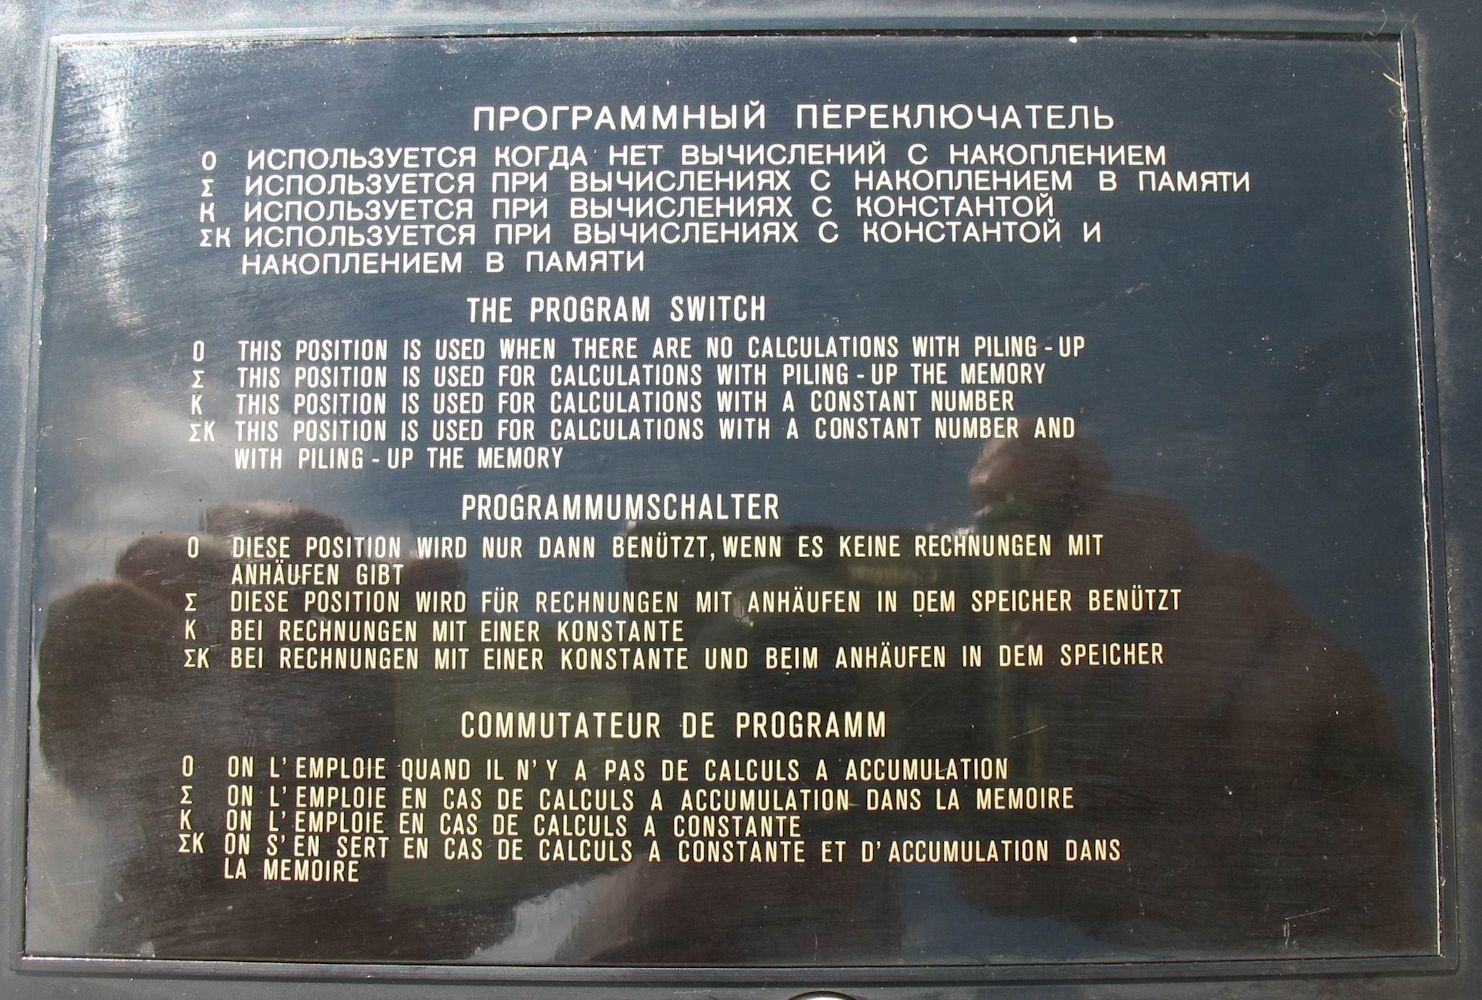 ПРОГРАММНЫЙ ПЕРЕКЛЮЧАТЕЛЬ
O ИСПОЛЬЗУЕТСЯ КОГДА НЕТ ВЫЧИСЛЕНИЙ С НАКОПЛЕНИЕМ
Σ ИСПОЛЬЗУЕТСЯ ПРИ ВЫЧИСЛЕНИЯХ С НАКОПЛЕНИЕМ В ПАМЯТИ
К ИСПОЛЬЗУЕТСЯ ПРИ ВЫЧИСЛЕНИЯХ С КОНСТАНТОЙ
ΣК ИСПОЛЬЗУЕТСЯ ПРИ ВЫЧИСЛЕНИЯХ С КОНСТАНТОЙ И
НАКОПЛЕНИЕМ В ПАМЯТИ
THE PROGRAM SWITCH
O THIS POSITION IS USED WHEN THERE ARE NO CALCULATIONS WITH PILING-UP
Σ THIS POSITION IS USED FOR CALCULATIONS WITH PILING-UP THE MEMORY
K THIS POSITION IS USED FOR CALCULATIONS WITH A CONSTANT NUMBER
ΣK THIS POSITION IS USED FOR CALCULATIONS WITH A CONSTANT NUMBER AND
WITH PILING-UP THE MEMORY
PROGRAMMUMSCHALTER
O DIESE POSITION WIRD NUR DANN BENÜTZT, WENN ES KEINE RECHNUNGEN MIT
ANHÄUFEN GIBT
Σ DIESE POSITION WIRD FÜR RECHNUNGEN MIT ANHÄUFEN IN DEM SPEICHER BENÜTZT
K BEI RECHNUNGEN MIT EINER KONSTANTE
ΣK BEI RECHNUNGEN MIT EINER KONSTANTE UND BEIM ANHÄUFEN IN DEM SPEICHER
COMMUTATEUR DE PROGRAMM
O ON L'EMPLOIE QUAND IL N'Y A PAS DE CALCULS A ACCUMULATION
Σ ON L'EMPLOIE EN CAS DE CALCULS A ACCUMULATION DANS LA MEMOIRE
K ON L'EMPLOIE EN CAS DE CALCULS A CONSTANTE
ΣK ON S'EN SERT EN CAS DE CALCULS A CONSTANTE ET D'ACCUMULATION DANS
LA MEMOIRE